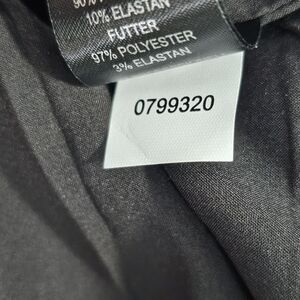 10% ELASTAN
FUTTER
97% POLYESTER
3% ELASTAN
0799320